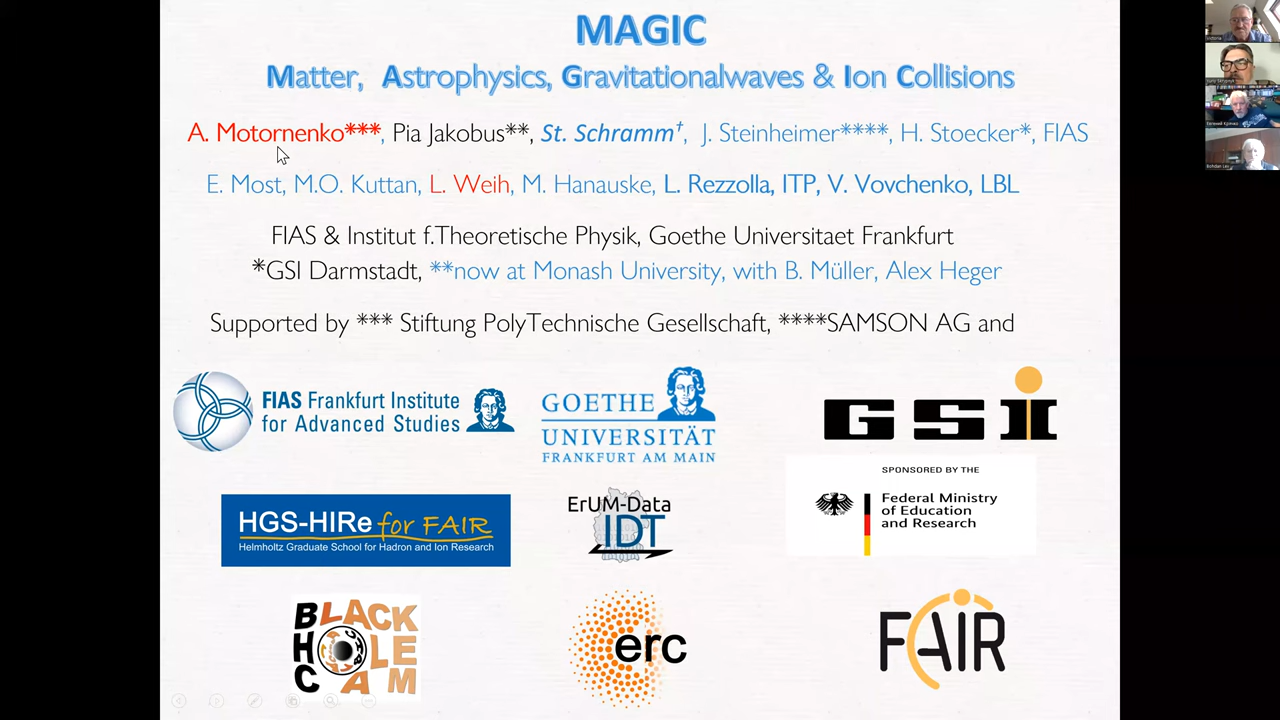 MAGIC
Matter, Astrophysics, Gravitationalwaves & Ion Collisions
A. Motornenko***, Pia Jakobus**, St. Schramm†, J. Steinheimer****, H. Stoecker*, FIAS
E. Most, M.O. Kuttan, L. Weih, M. Hanauske, L. Rezzolla, ITP, V. Vovchenko, LBL
FIAS & Institut f.Theoretische Physik, Goethe Universitaet Frankfurt
*GSI Darmstadt, **now at Monash University, with B. Müller, Alex Heger
Supported by *** Stiftung PolyTechnische Gesellschaft, ****SAMSON AG and
FIAS Frankfurt Institute
for Advanced Studies
GOETHE
UNIVERSITÄT
FRANKFURT AM MAIN
GSI
SPONSORED BY THE
Federal Ministry
of Education
and Research
HGS-HIRe for FAIR
Helmholtz Graduate School for Hadron and Ion Research
ErUM-Data
IDT
BLACK
HOLE
CAM
erc
FAIR